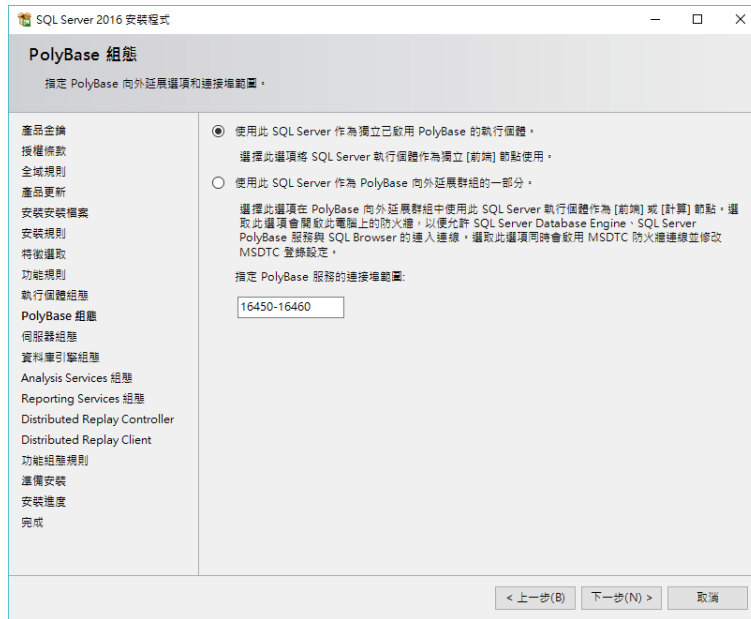 SQL Server 2016 安裝程式
PolyBase 組態
指定 PolyBase 向外延展選項和連接埠範圍。
產品金鑰
授權條款
全域規則
產品更新
安裝安裝檔案
安裝規則
特徵選取
功能規則
執行個體組態
PolyBase 組態
伺服器組態
資料庫引擎組態
Analysis Services 組態
Reporting Services 組態
Distributed Replay Controller
Distributed Replay Client
功能組態規則
準備安裝
安裝進度
完成
使用此 SQL Server 作為獨立已啟用 PolyBase 的執行個體。
選擇此選項將 SQL Server 執行個體作為獨立 [前端] 節點使用。
使用此 SQL Server 作為 PolyBase 向外延展群組的一部分。
選擇此選項在 PolyBase 向外延展群組中使用此 SQL Server 執行個體作為 [前端] 或 [計算] 節點。選
取此選項會開啟此電腦上的防火牆，以便允許 SQL Server Database Engine、SQL Server
PolyBase 服務與 SQL Browser 的連入連線。選取此選項同時會啟用 MSDTC 防火牆連線並修改
MSDTC 登錄設定。
指定 PolyBase 服務的連接埠範圍:
16450-16460
< 上一步(B)
下一步(N) >
取消